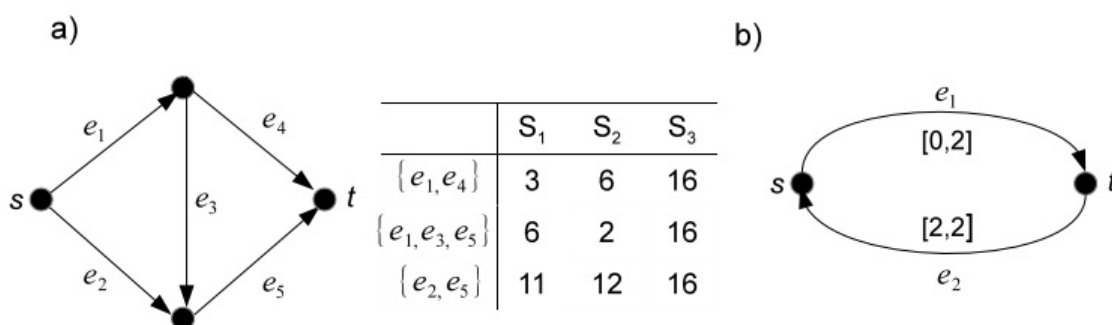 a)
e1
e4
s
e3
t
e2
e5
S1 S2 S3
{e1,e4} 3 6 16
{e1,e3,e5} 6 2 16
{e2,e5} 11 12 16
b)
e1
[0,2]
s
t
[2,2]
e2